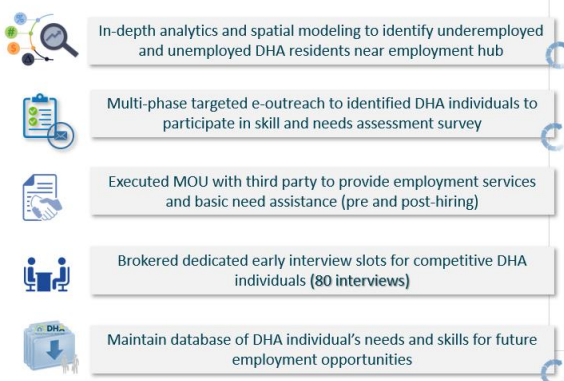 In-depth analytics and spatial modeling to identify underemployed
and unemployed DHA residents near employment hub
Multi-phase targeted e-outreach to identified DHA individuals to
participate in skill and needs assessment survey
Executed MOU with third party to provide employment services
and basic need assistance (pre and post-hiring)
Brokered dedicated early interview slots for competitive DHA
individuals (80 interviews)
DHA
Maintain database of DHA individual's needs and skills for future
employment opportunities